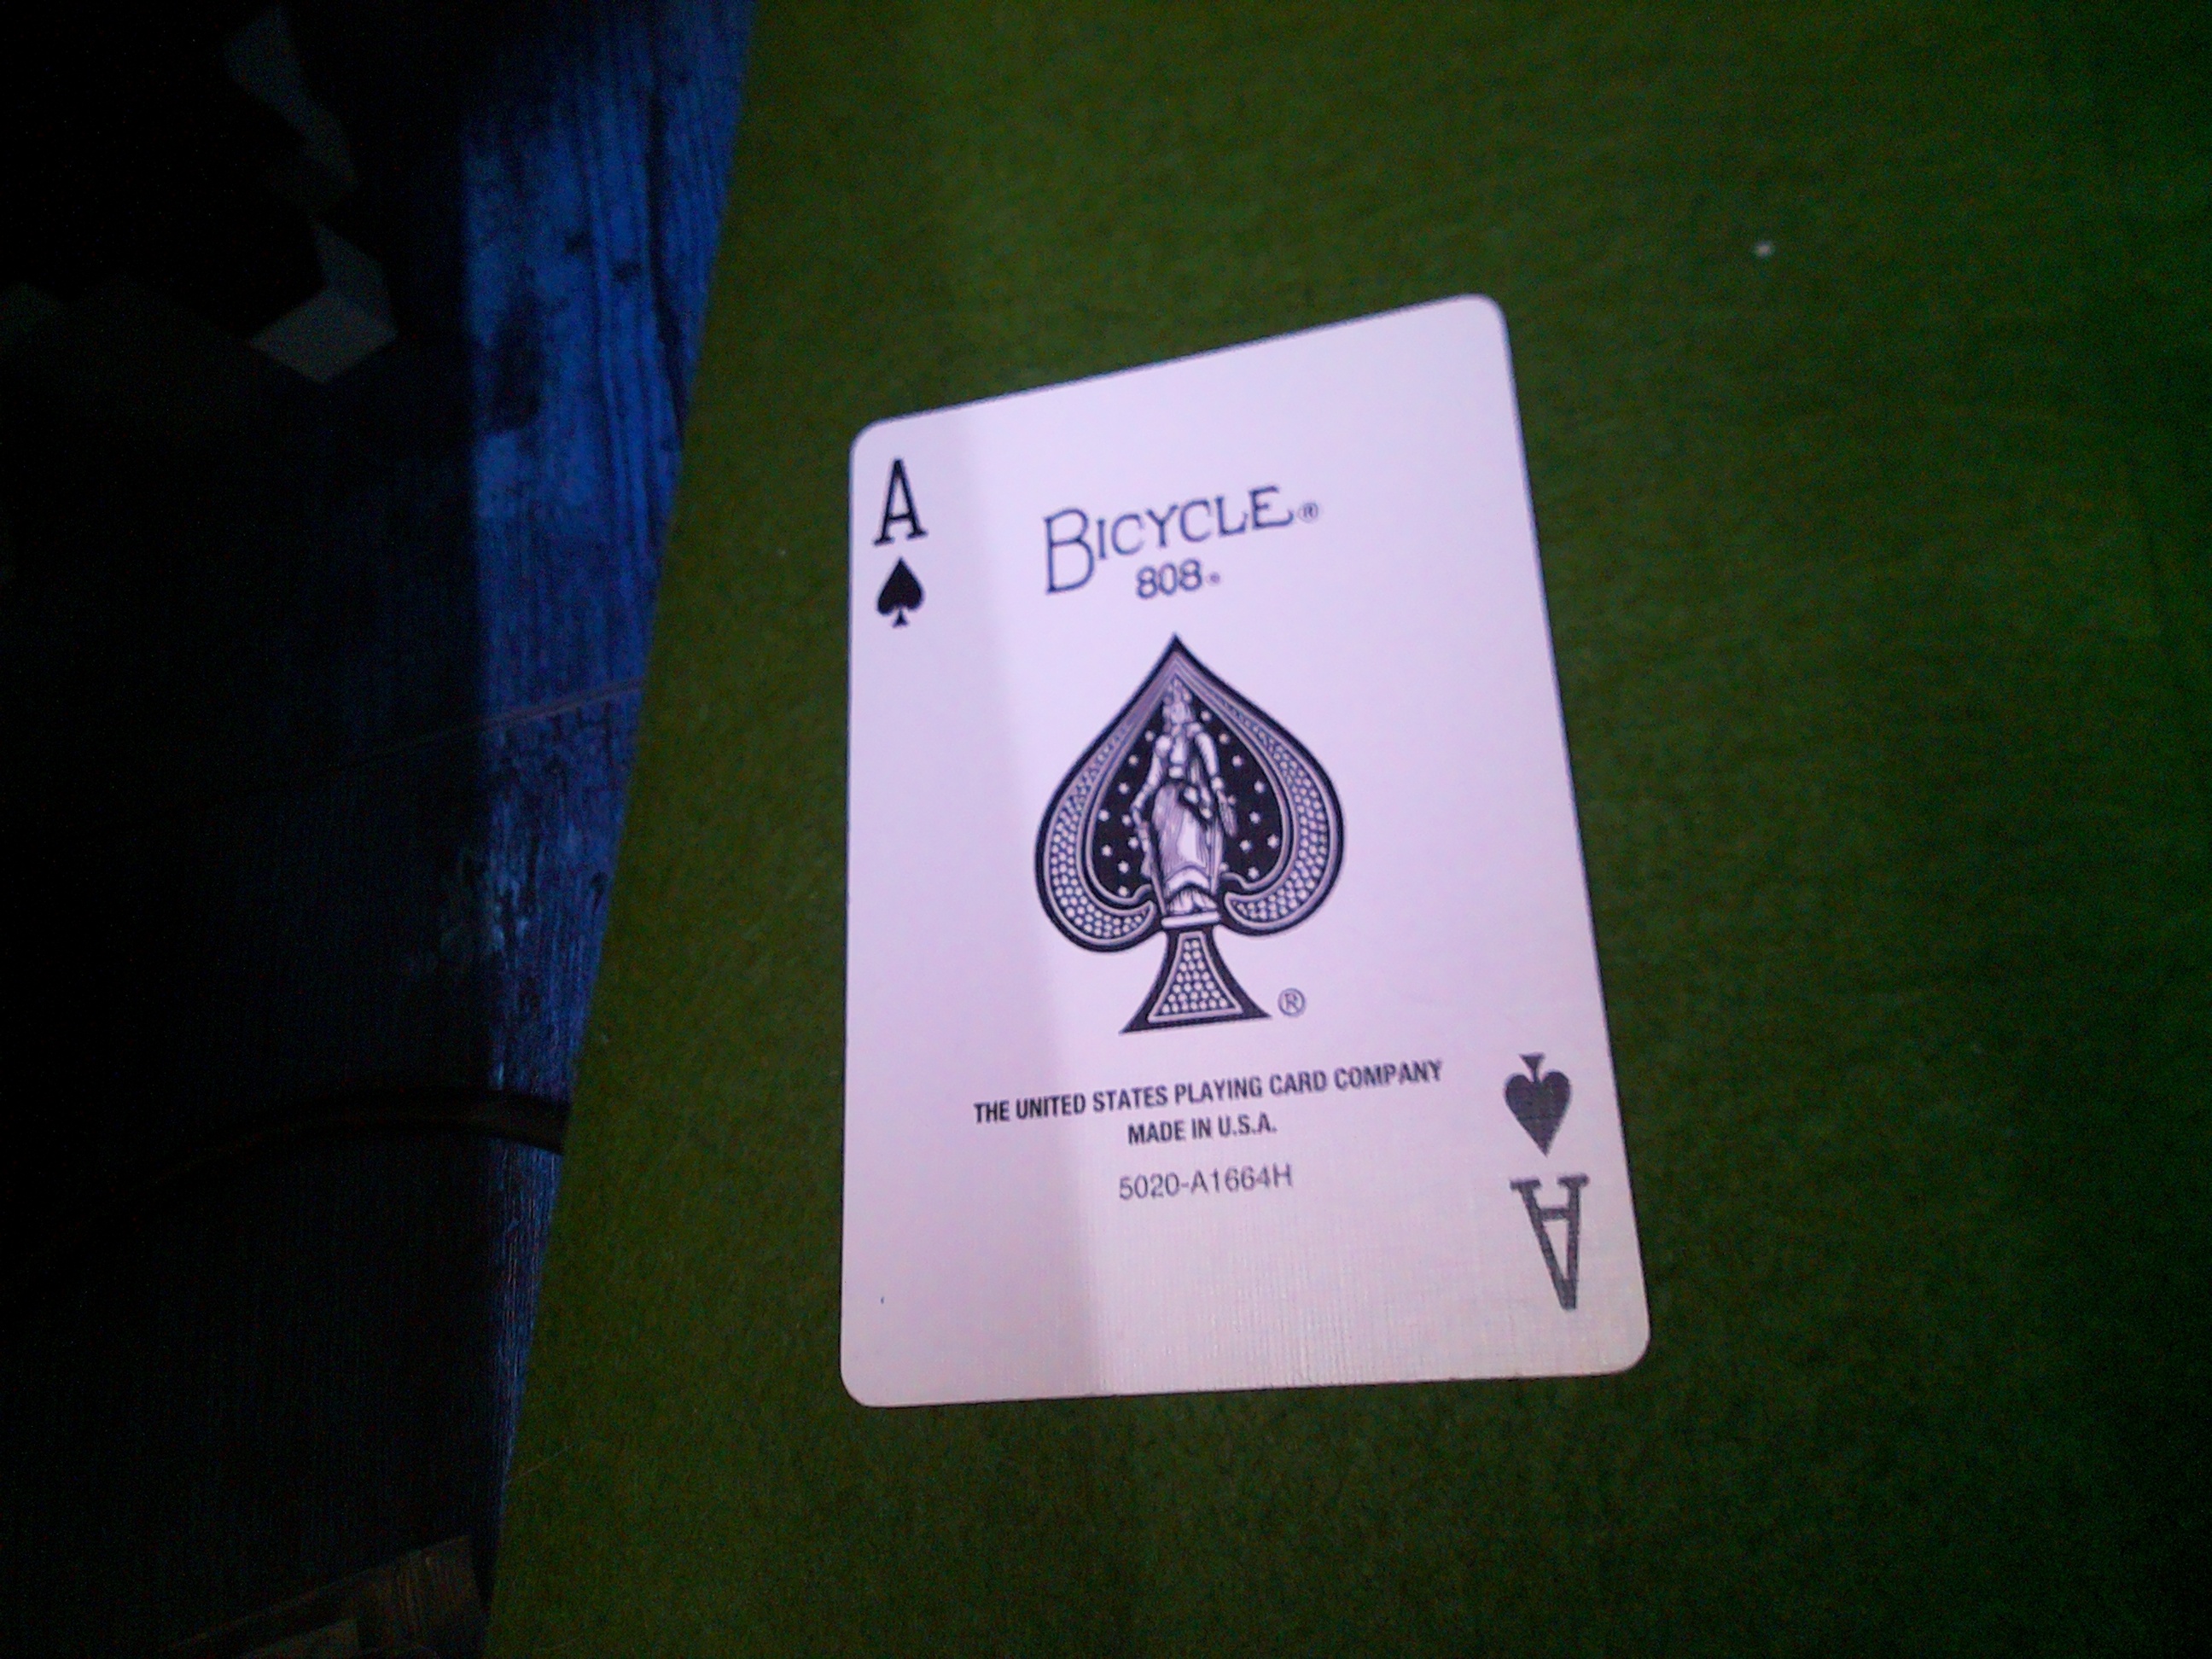 A
BICYCLE®
808®
®
THE UNITED STATES PLAYING CARD COMPANY
MADE IN U.S.A.
5020-A1664H
A